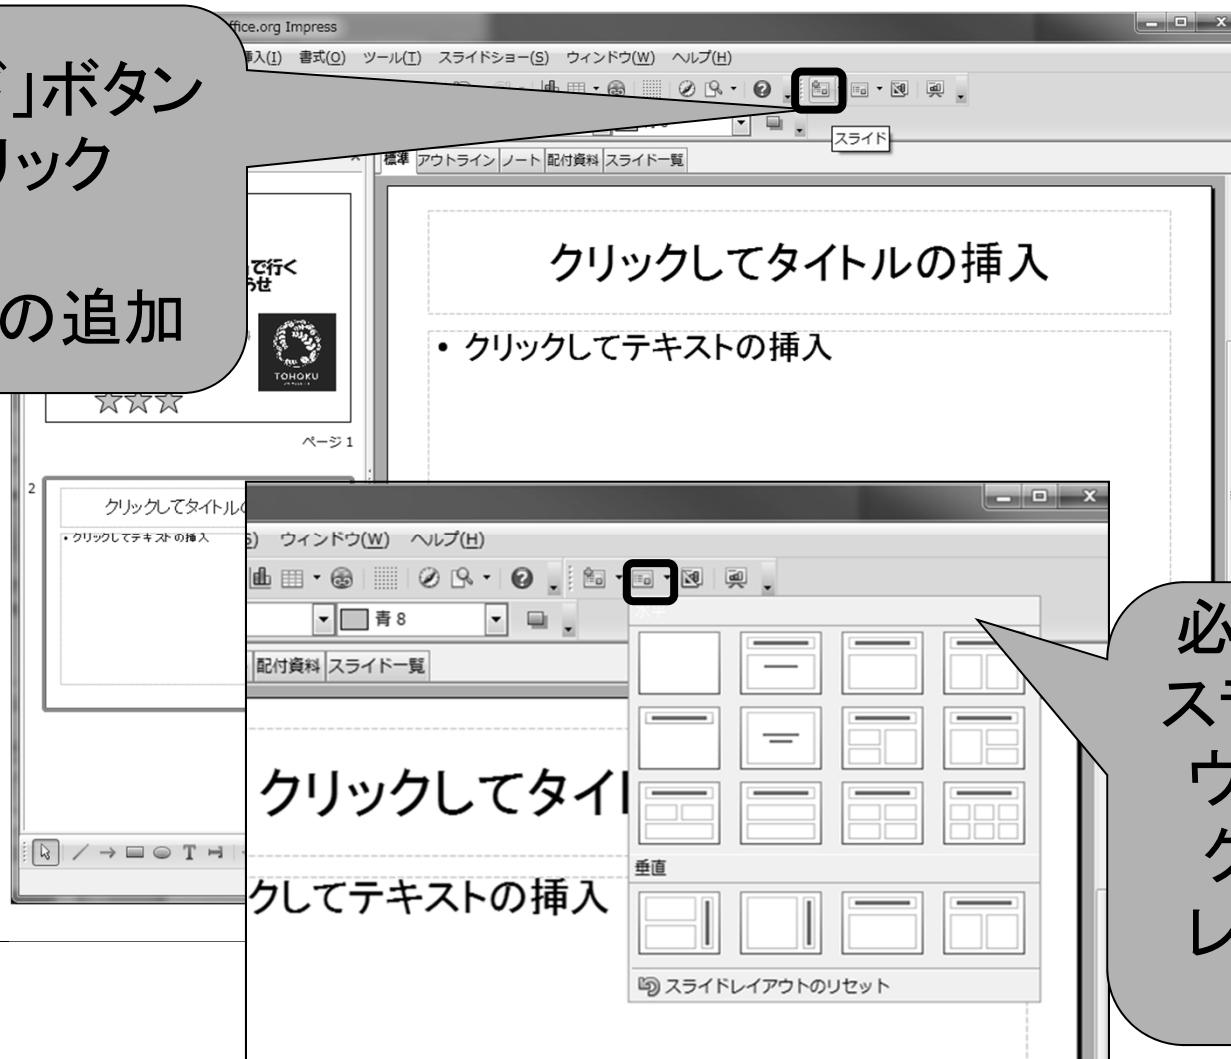 ffice.org Impress
挿入(I) 書式(O) ツール(T) スライドショー(S) ウィンドウ(W) ヘルプ(H)
」ボタン
リック
の追加
スライド
標準 アウトライン ノート 配付資料 スライド一覧
で行く
らせ
TOHOKU
ページ 1
クリックしてタイトルの挿入
• クリックしてテキストの挿入
2
クリックしてタイトルの
• クリックしてテキストの挿入
S) ウィンドウ(W) ヘルプ(H)
青 8
配付資料 スライド一覧
クリックしてタイ
クしてテキストの挿入
垂直
スライドレイアウトのリセット
必
ス
ウ
ク
レ
T